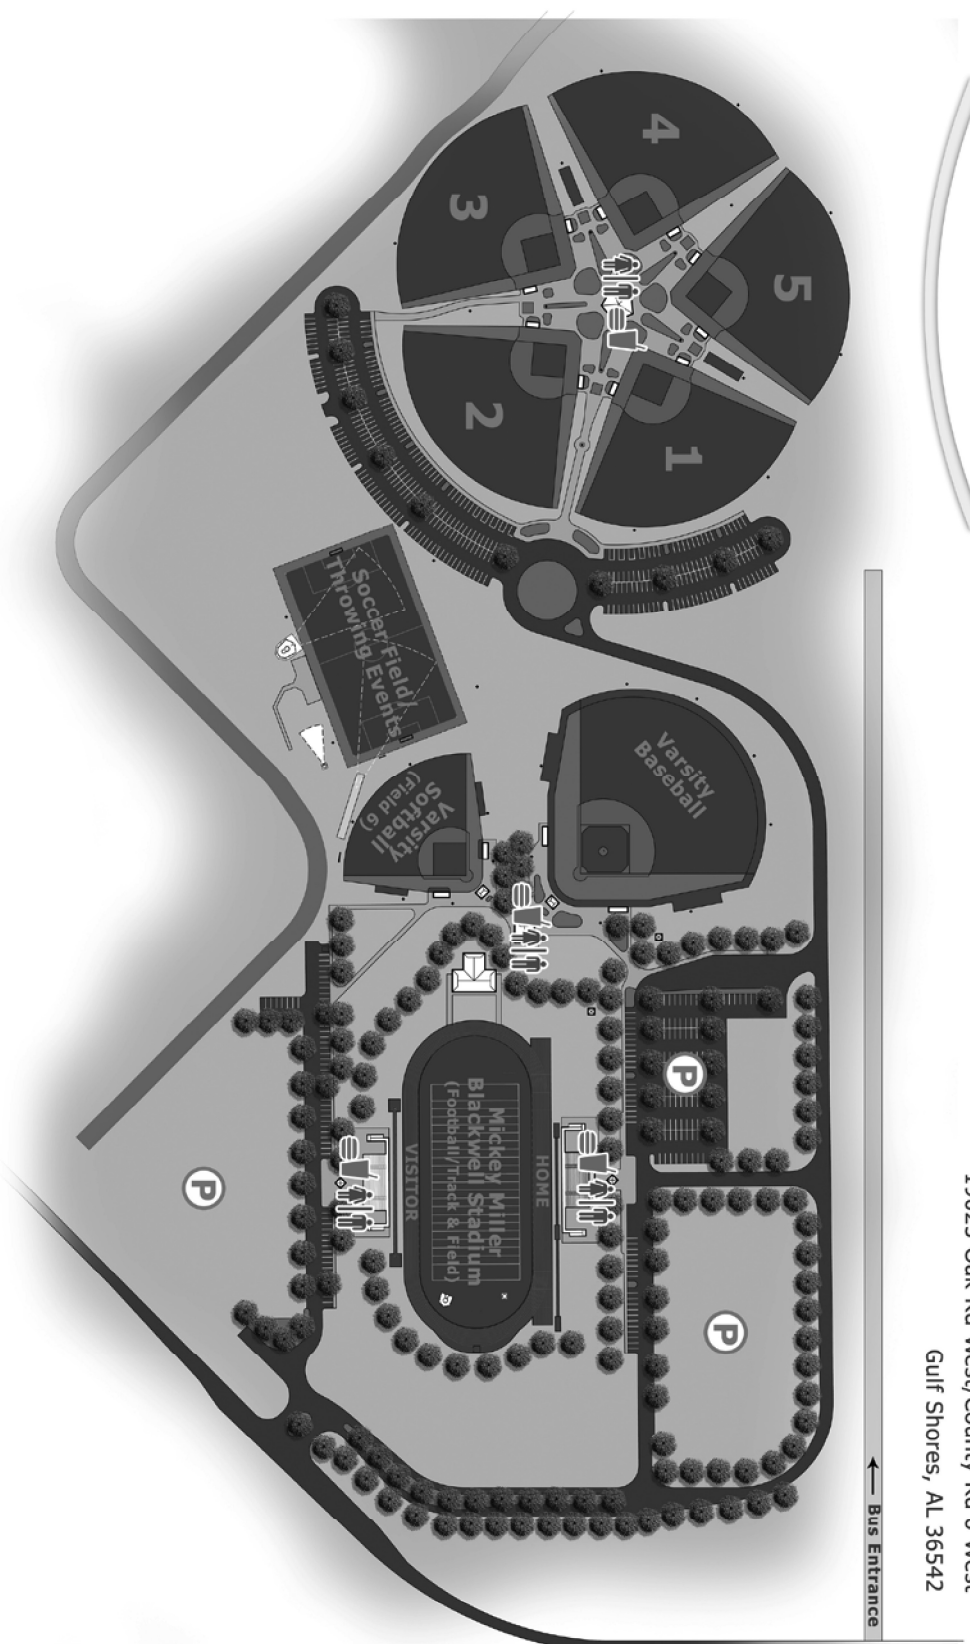 Gulf Shores, AL 36542
Bus Entrance
4
3
5
2
1
Soccer Field/
Throwing Events
Varsity
Baseball
Varsity
Softball
(Field 6)
Mickey Miller
Blackwell Stadium
(Football/Track & Field)
HOME
VISITOR
P
P
P